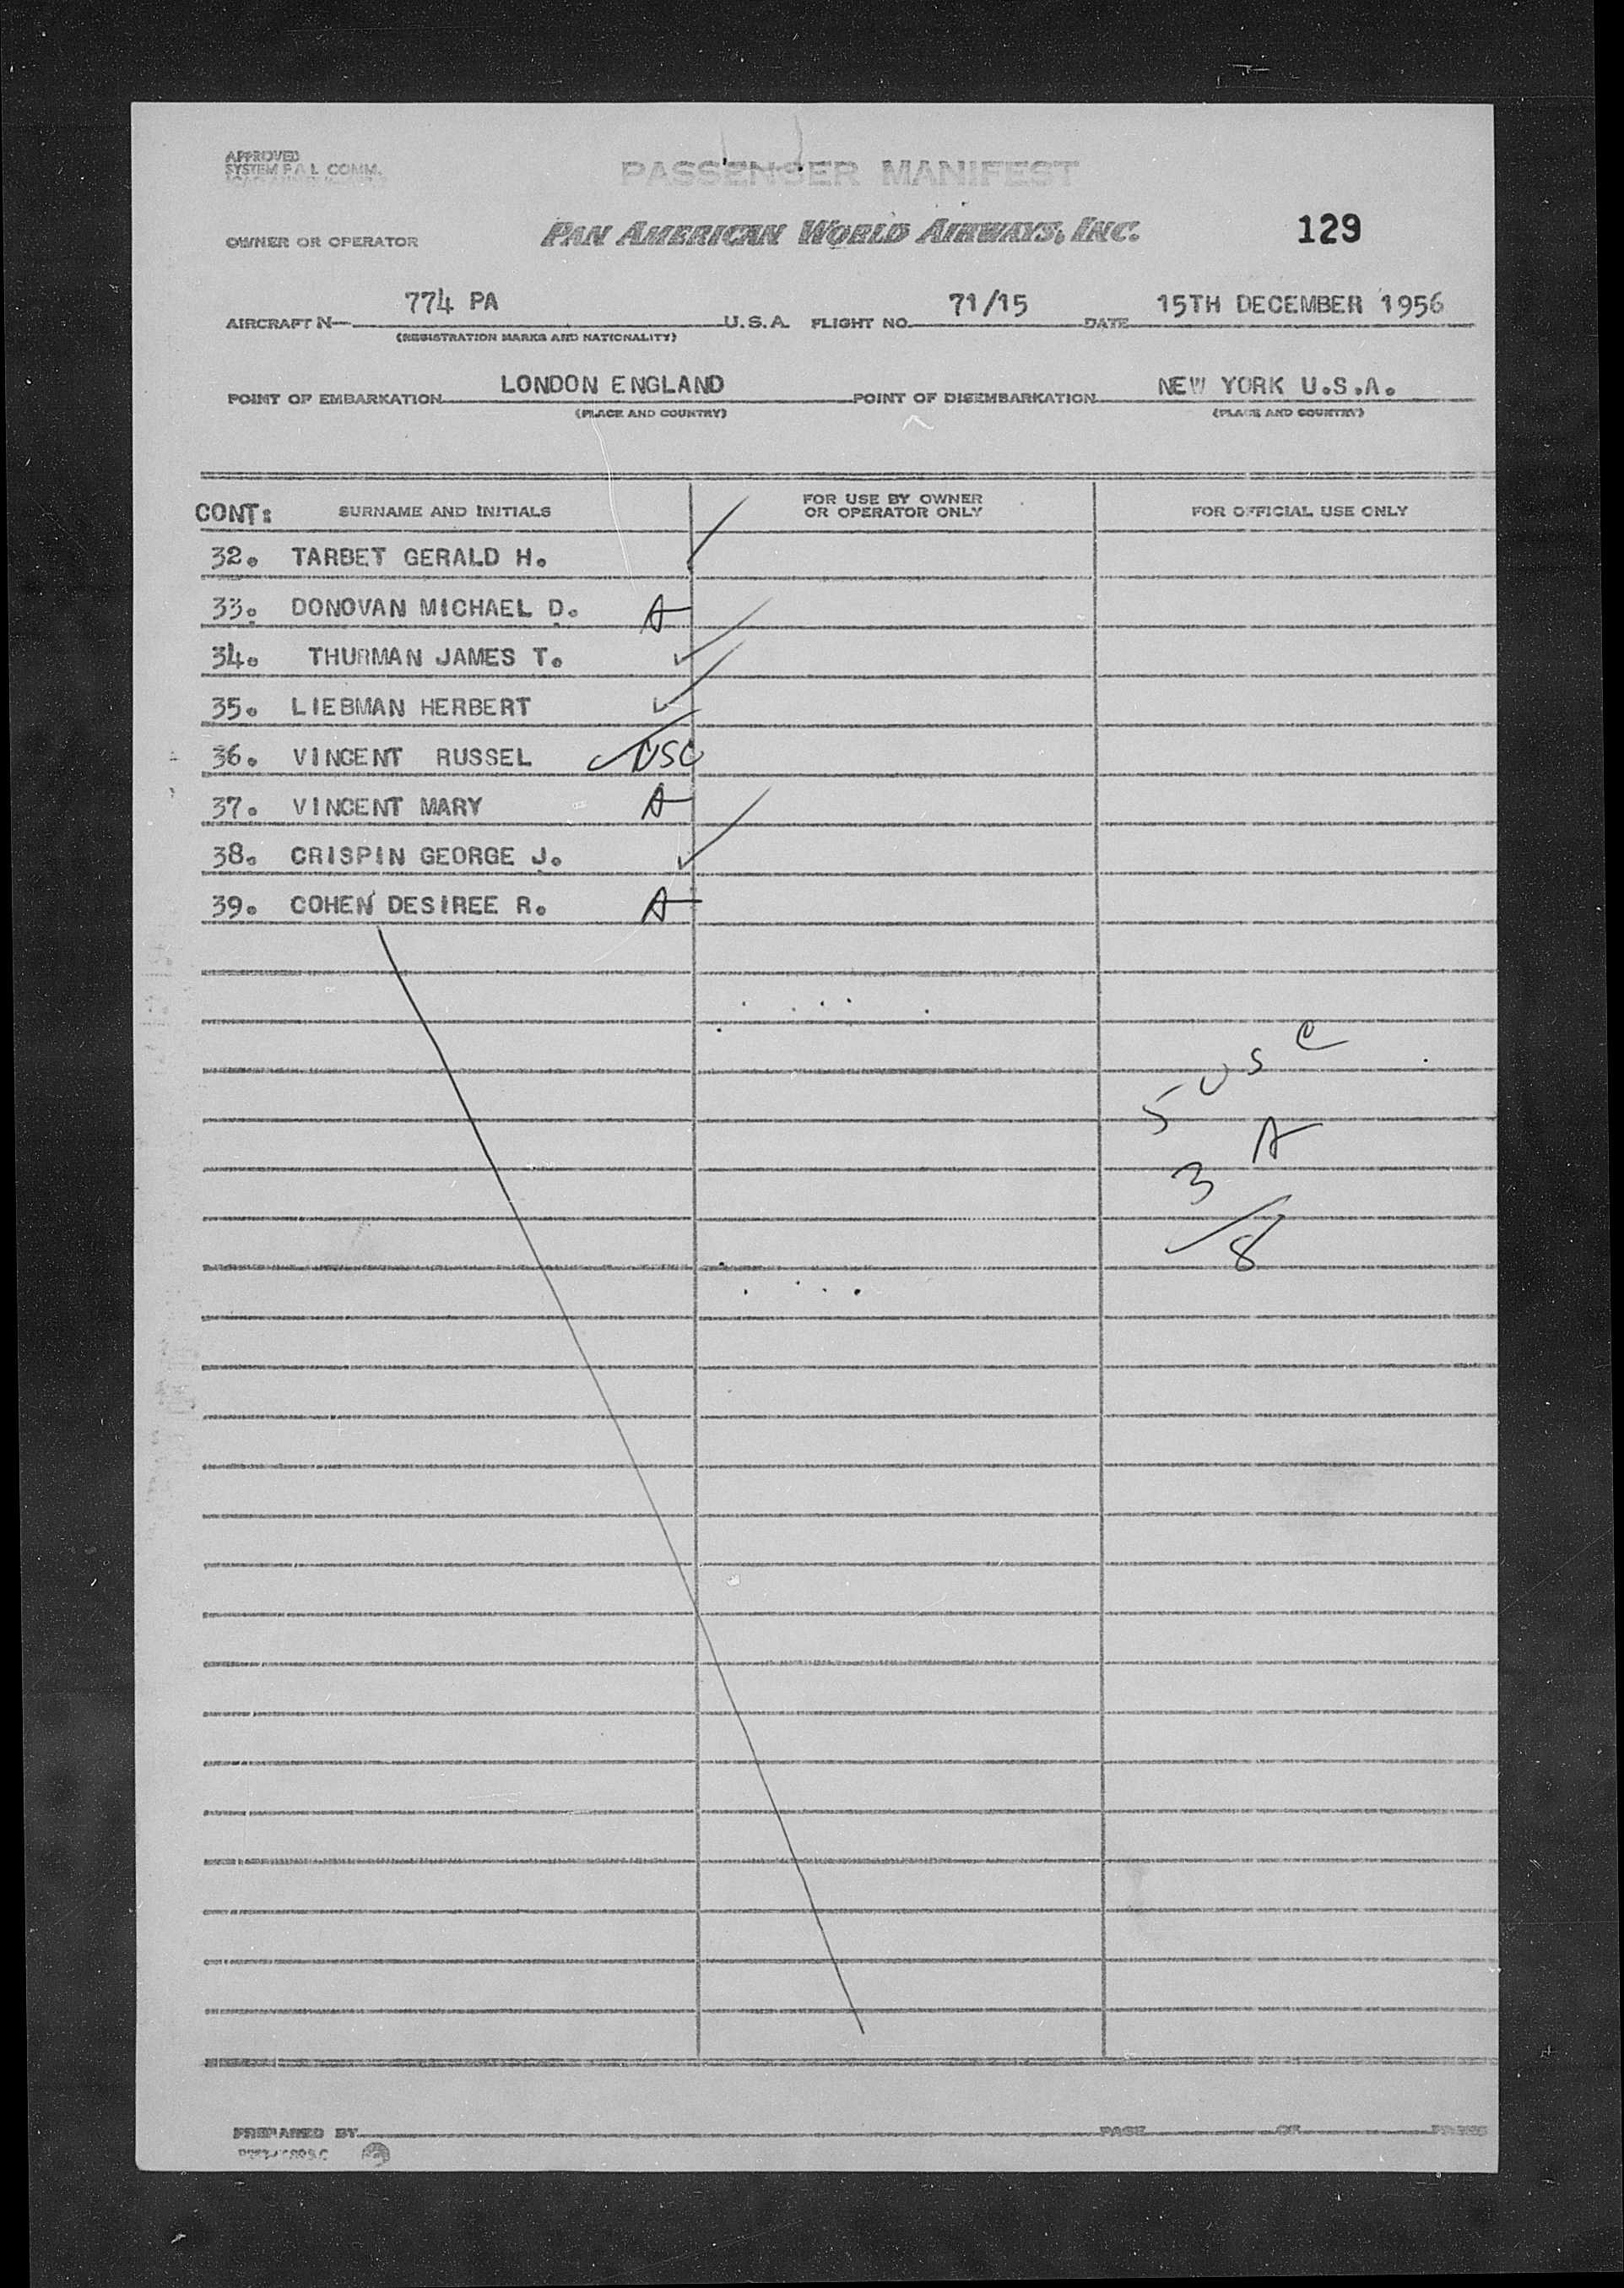 APPROVED
SYSTEM P A L COMM.
PASSENGER MANIFEST
OWNER OR OPERATOR PAN AMERICAN WORLD AIRWAYS, INC. 129
AIRCRAFT N— 774 PA U.S.A. FLIGHT NO. 71/15 DATE 15TH DECEMBER 1956
(REGISTRATION MARKS AND NATIONALITY)
POINT OF EMBARKATION LONDON ENGLAND POINT OF DISEMBARKATION NEW YORK U.S.A.
(PLACE AND COUNTRY) (PLACE AND COUNTRY)
CONT: SURNAME AND INITIALS FOR USE BY OWNER OR OPERATOR ONLY FOR OFFICIAL USE ONLY
32. TARBET GERALD H. ✓
33. DONOVAN MICHAEL D. A
34. THURMAN JAMES T. ✓
35. LIEBMAN HERBERT ✓
36. VINCENT RUSSEL ✓ USC
37. VINCENT MARY A
38. CRISPIN GEORGE J. ✓
39. COHEN DESIREE R. A
5 USC
3 A
8
PREPARED BY PAGE OF PAGES